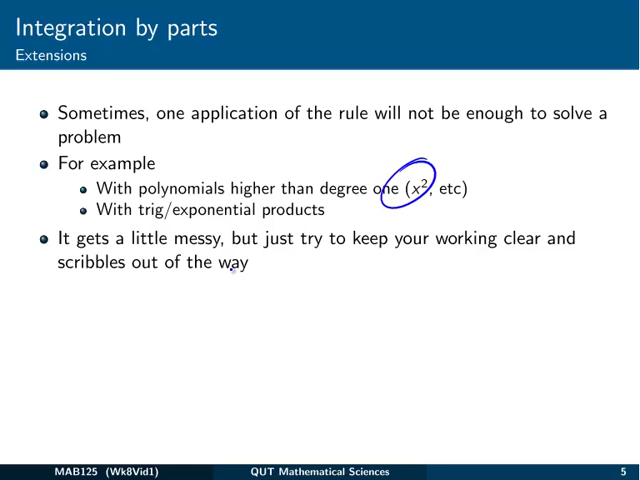 Integration by parts
Extensions
Sometimes, one application of the rule will not be enough to solve a
problem
For example
With polynomials higher than degree one (x², etc)
With trig/exponential products
It gets a little messy, but just try to keep your working clear and
scribbles out of the way
MAB125 (Wk8Vid1) QUT Mathematical Sciences 5